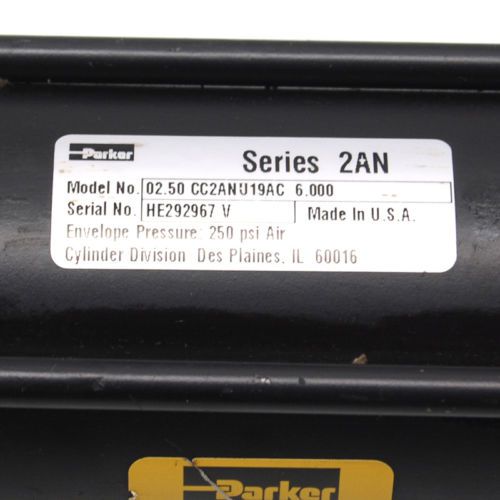 Parker
Series 2AN
Model No. 02.50 CC2ANU19AC 6.000
Serial No. HE292967 V Made In U.S.A.
Envelope Pressure: 250 psi Air
Cylinder Division Des Plaines, IL 60016
Parker